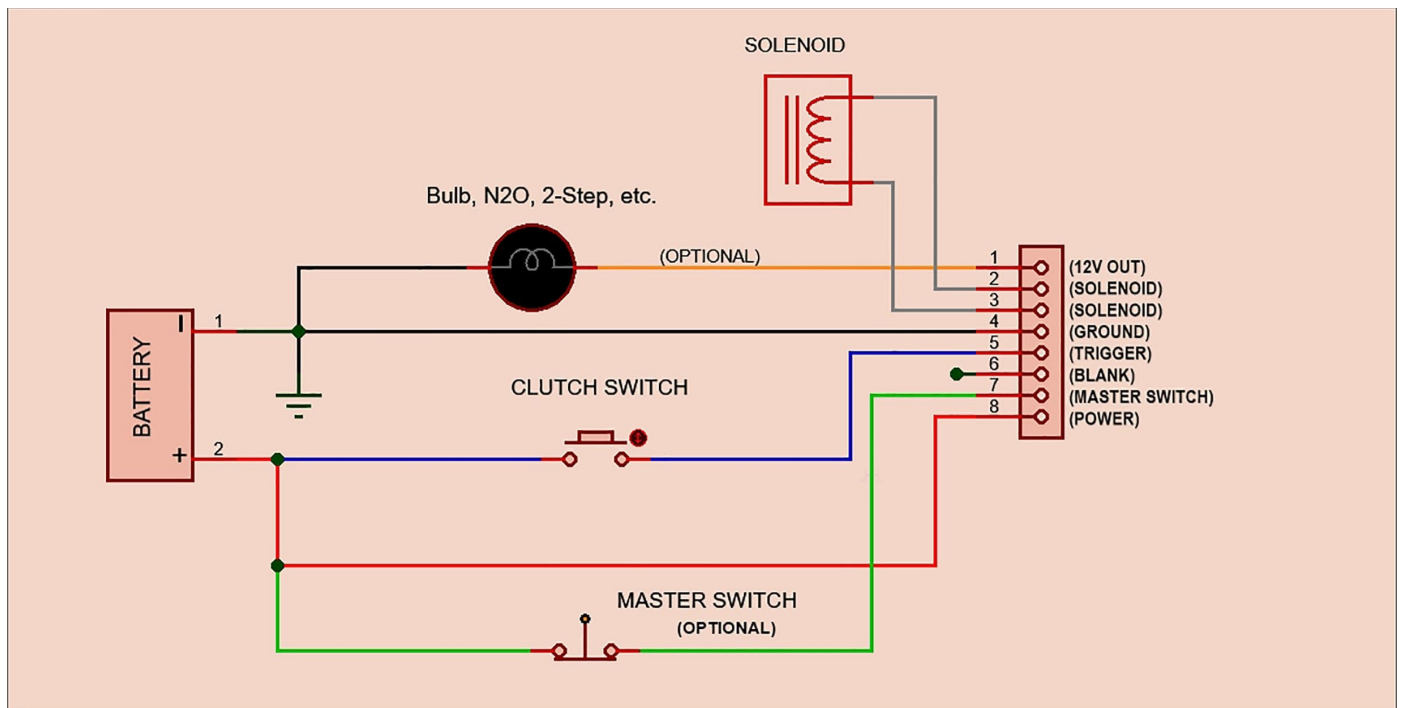 SOLENOID
Bulb, N2O, 2-Step, etc.
(OPTIONAL)
1 (12V OUT)
2 (SOLENOID)
3 (SOLENOID)
4 (GROUND)
5 (TRIGGER)
6 (BLANK)
7 (MASTER SWITCH)
8 (POWER)
BATTERY
- 1
+ 2
CLUTCH SWITCH
MASTER SWITCH
(OPTIONAL)